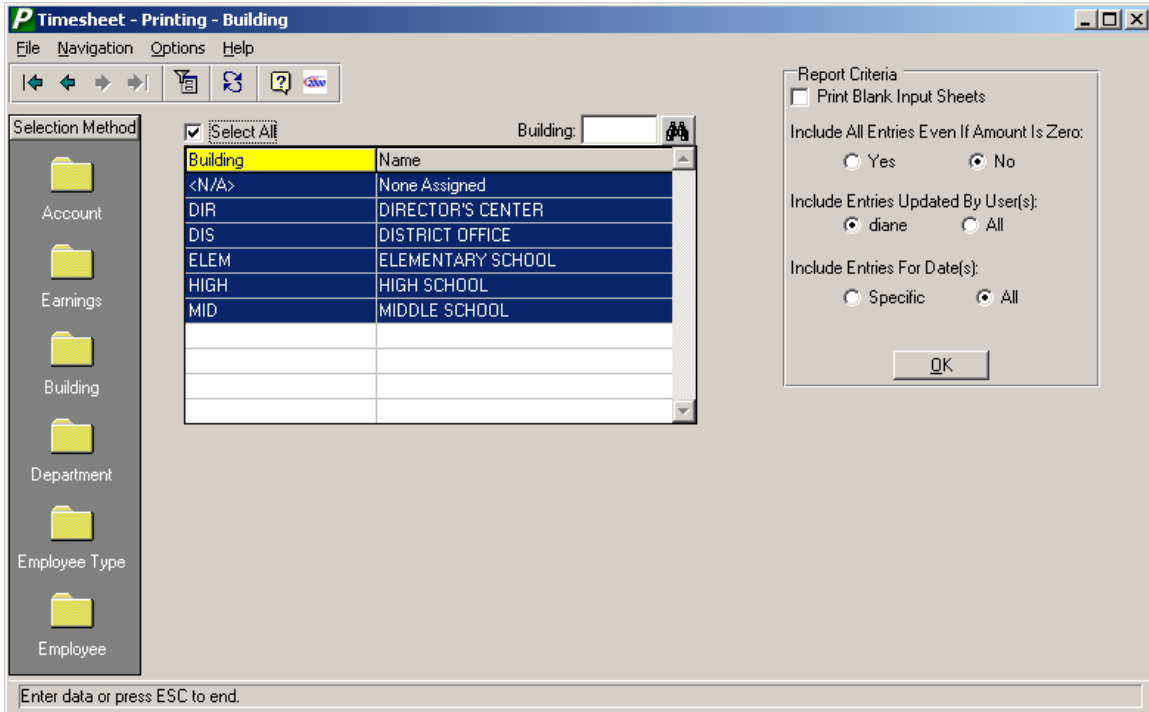 Timesheet - Printing - Building
File Navigation Options Help
Selection Method
Account
Earnings
Building
Department
Employee Type
Employee
Select All Building:
Building Name
<N/A> None Assigned
DIR DIRECTOR'S CENTER
DIS DISTRICT OFFICE
ELEM ELEMENTARY SCHOOL
HIGH HIGH SCHOOL
MID MIDDLE SCHOOL
Report Criteria
Print Blank Input Sheets
Include All Entries Even If Amount Is Zero:
Yes No
Include Entries Updated By User(s):
diane All
Include Entries For Date(s):
Specific All
OK
Enter data or press ESC to end.